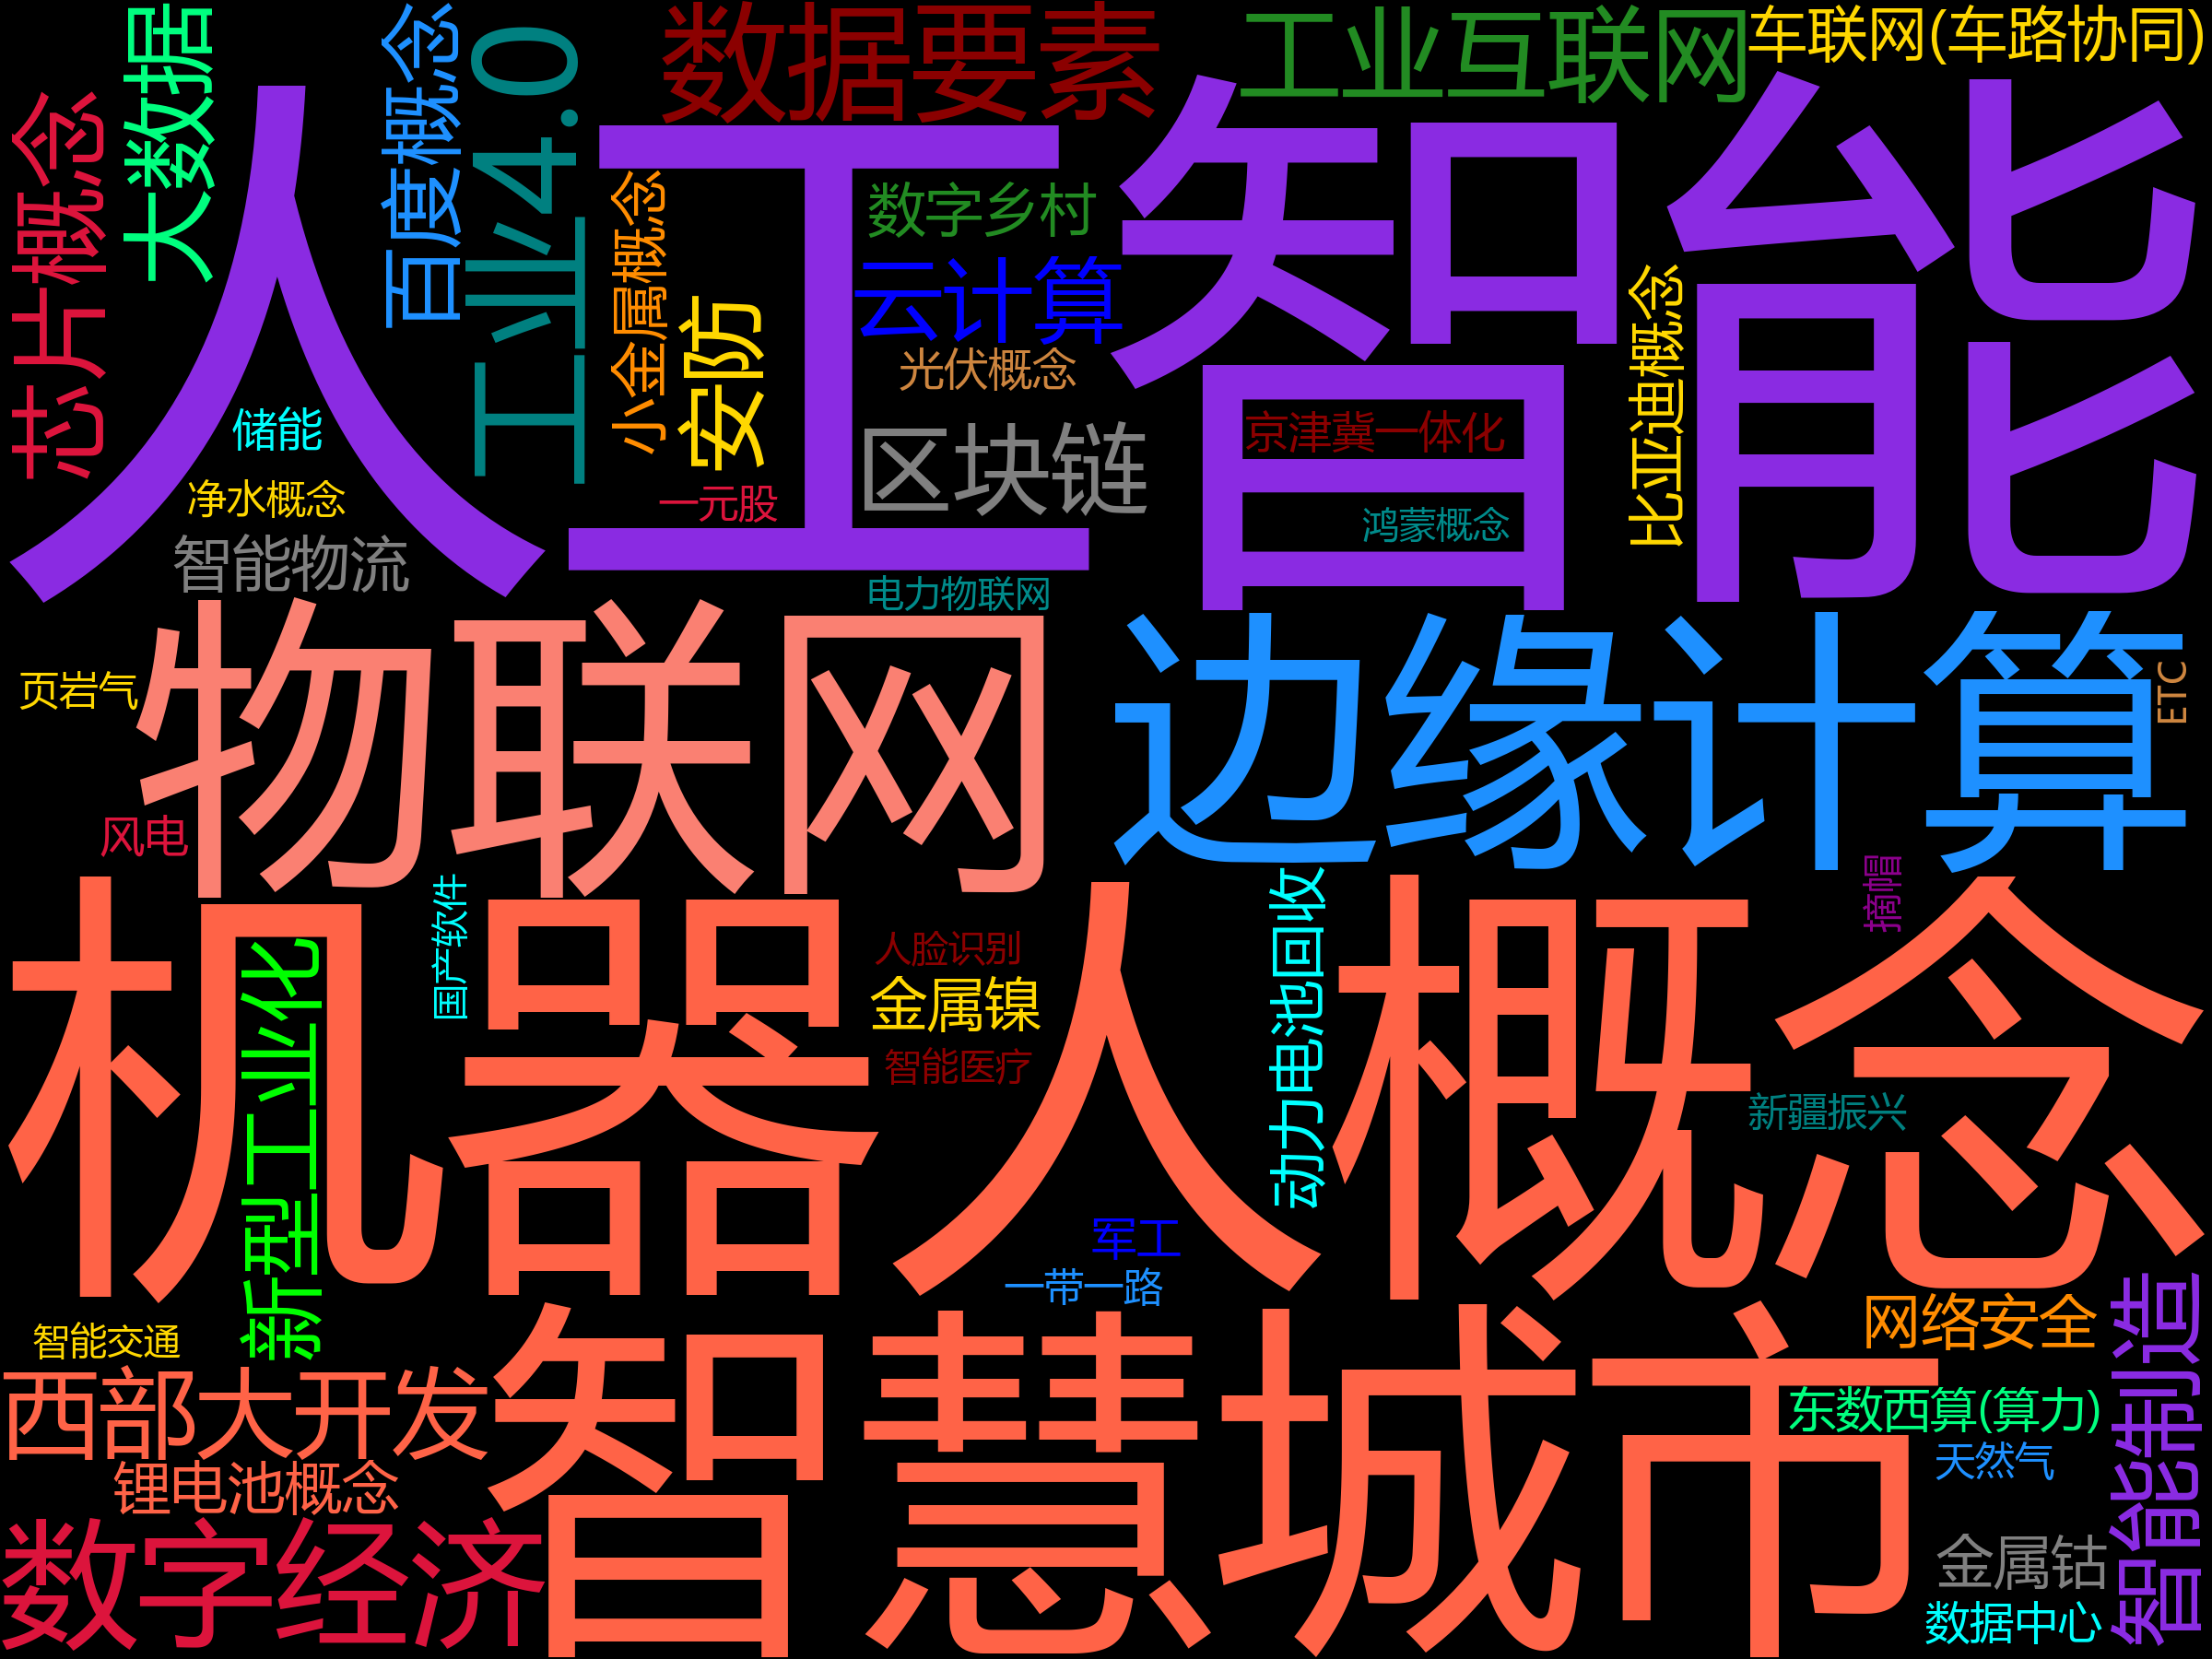 数据要素
工业互联网
车联网(车路协同)
大数据
百度概念
工业4.0
芯片概念
人工智能
小金属概念
数字乡村
安防
云计算
光伏概念
比亚迪概念
储能
区块链
京津冀一体化
净水概念
一元股
鸿蒙概念
智能物流
电力物联网
页岩气
物联网
边缘计算
ETC
风电
国产软件
摘帽
动力电池回收
机器人概念
人脸识别
金属镍
智能医疗
新型工业化
新疆振兴
军工
一带一路
智能交通
网络安全
智能制造
西部大开发
智慧城市
东数西算(算力)
天然气
锂电池概念
数字经济
金属钴
数据中心